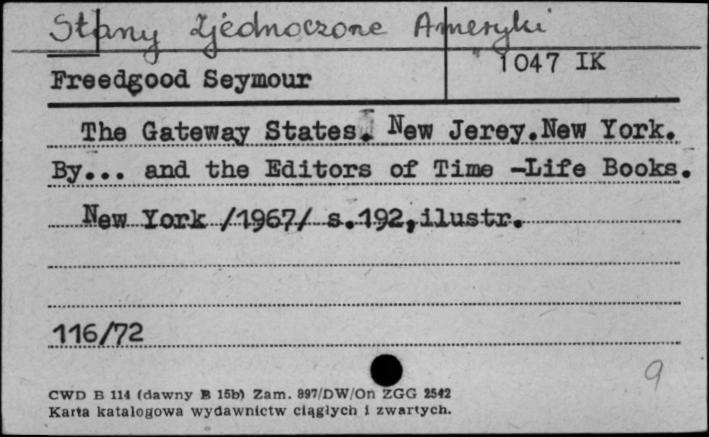 Stany Zjednoczone Ameryki
Freedgood Seymour
1047 IK
The Gateway States. New Jerey.New York.
By... and the Editors of Time -Life Books.
New York /1967/ s.192,ilustr.
116/72
9
CWD B 114 (dawny B 15b) Zam. 897/DW/On ZGG 2542
Karta katalogowa wydawnictw ciągłych i zwartych.